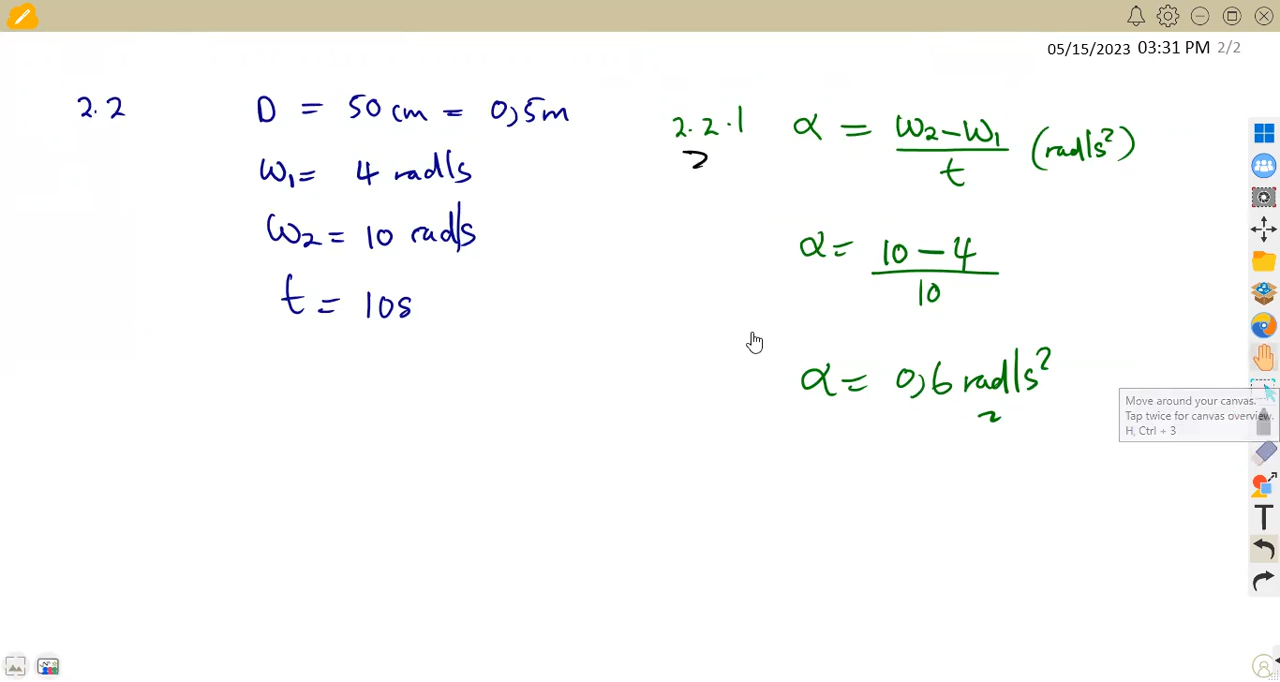 05/15/2023 03:31 PM 2/2
2.2
D = 50 cm = 0,5m
ω₁ = 4 rad/s
ω₂ = 10 rad/s
t = 10s
2.2.1
α = (ω₂ – ω₁)/t (rad/s²)
α = (10 – 4)/10
α = 0,6 rad/s²
Move around your canvas.
Tap twice for canvas overview.
H, Ctrl + 3
T